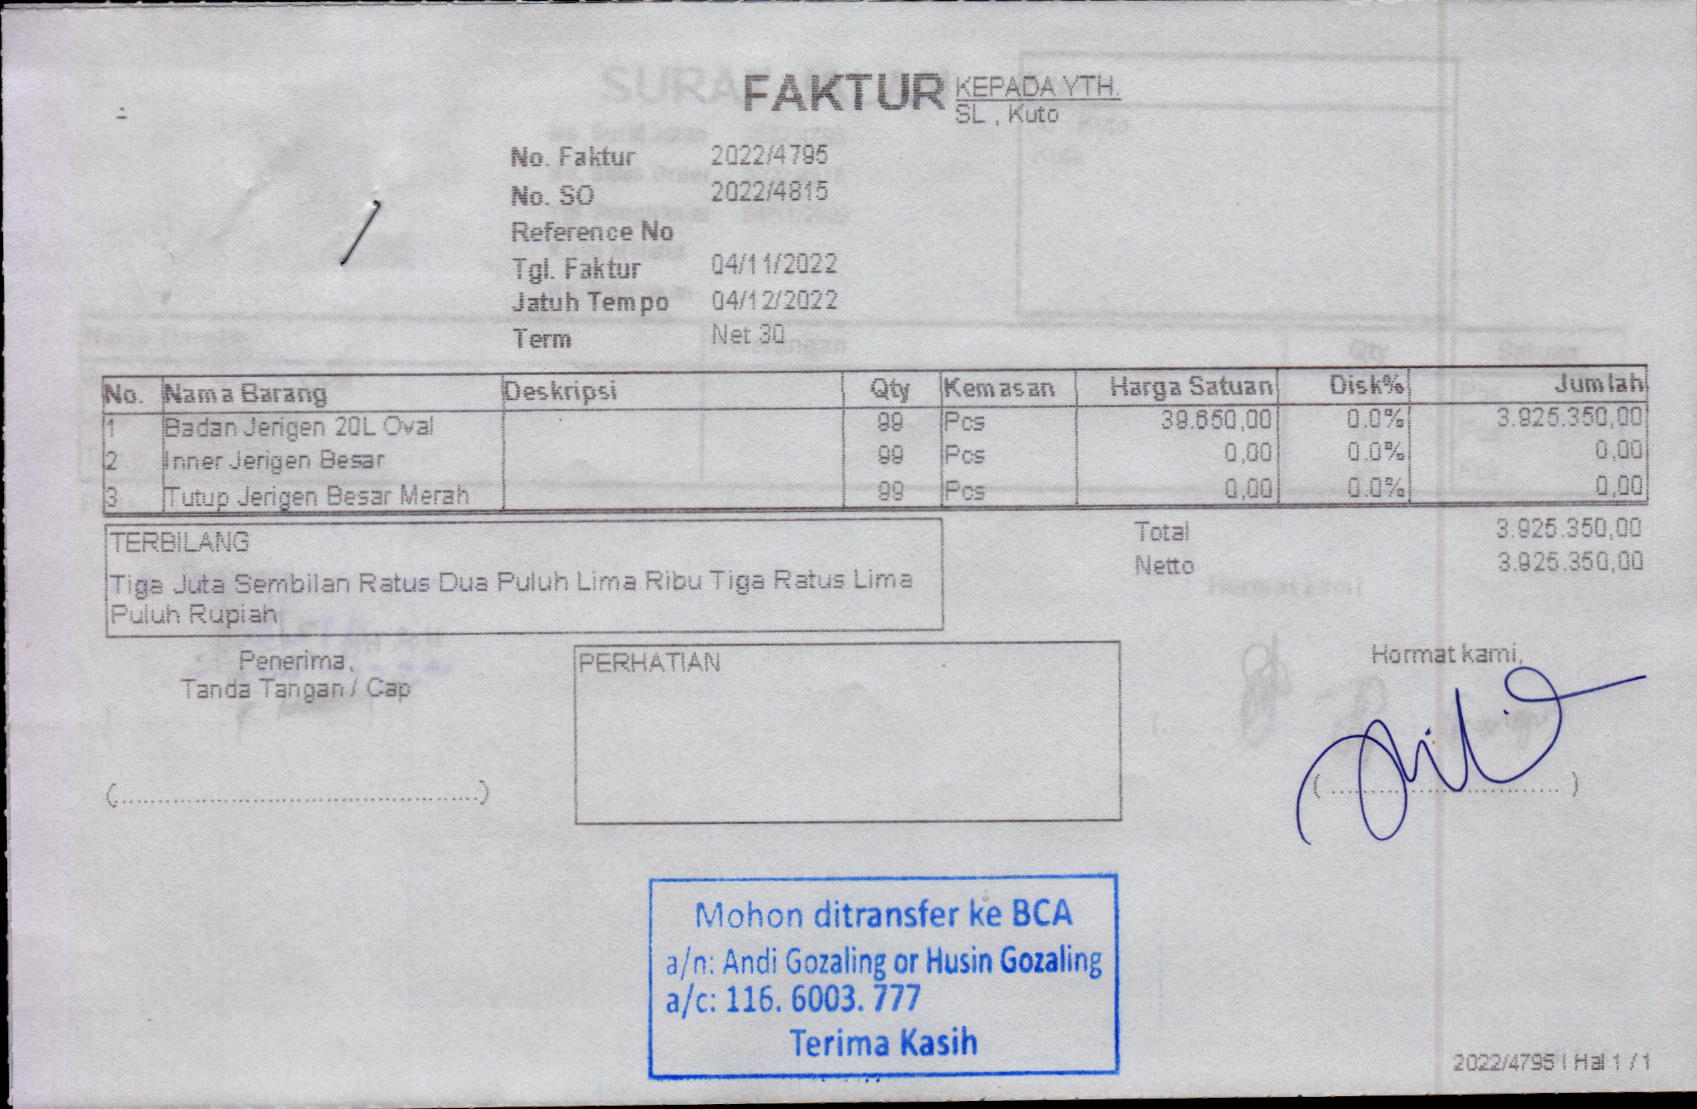 FAKTUR
KEPADA YTH.
SL , Kuto
No. Faktur 2022/4795
No. SO 2022/4815
Reference No
Tgl. Faktur 04/11/2022
Jatuh Tempo 04/12/2022
Term Net 30
No. Nama Barang Deskripsi Qty Kemasan Harga Satuan Disk% Jumlah
1 Badan Jerigen 20L Oval 99 Pcs 39.650,00 0.0% 3.925.350,00
2 Inner Jerigen Besar 99 Pcs 0,00 0.0% 0,00
3 Tutup Jerigen Besar Merah 99 Pcs 0,00 0.0% 0,00
TERBILANG
Tiga Juta Sembilan Ratus Dua Puluh Lima Ribu Tiga Ratus Lima
Puluh Rupiah
Total 3.925.350,00
Netto 3.925.350,00
Penerima,
Tanda Tangan / Cap
(..................................................)
PERHATIAN
Hormat kami,
( ................................ )
Mohon ditransfer ke BCA
a/n: Andi Gozaling or Husin Gozaling
a/c: 116. 6003. 777
Terima Kasih
2022/4795 | Hal 1 / 1